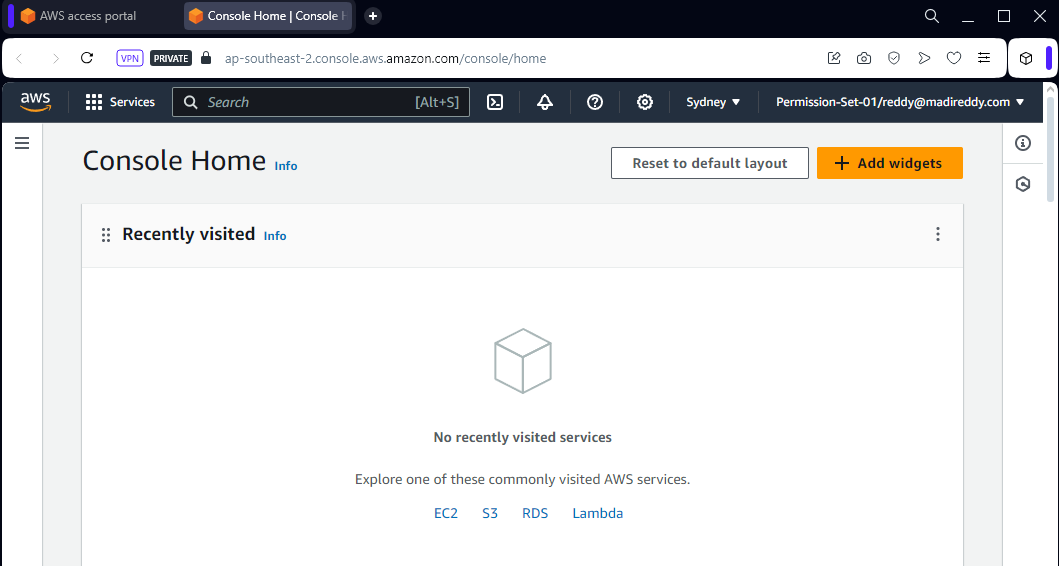 AWS access portal
Console Home | Console H
VPN PRIVATE ap-southeast-2.console.aws.amazon.com/console/home
aws Services Search [Alt+S] Sydney Permission-Set-01/reddy@madireddy.com
Console Home Info Reset to default layout Add widgets
Recently visited Info
No recently visited services
Explore one of these commonly visited AWS services.
EC2 S3 RDS Lambda